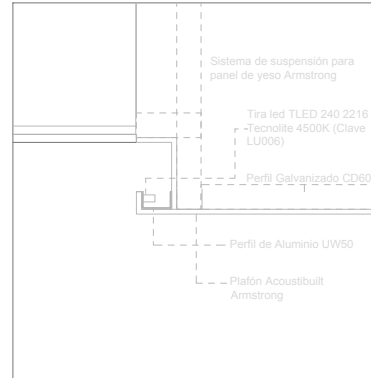 Sistema de suspensión para
panel de yeso Armstrong
Tira led TLED 240 2216
Tecnolite 4500K (Clave
LU006)
Perfil Galvanizado CD60
Perfil de Aluminio UW50
Plafón Acoustibuilt
Armstrong